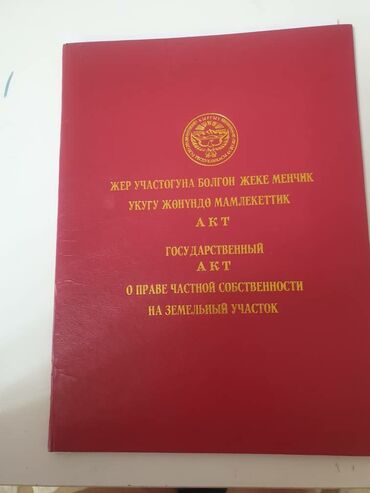 ЖЕР УЧАСТОГУНА БОЛГОН ЖЕКЕ МЕНЧИК
УКУГУ ЖӨНҮНДӨ МАМЛЕКЕТТИК
АКТ
ГОСУДАРСТВЕННЫЙ
АКТ
О ПРАВЕ ЧАСТНОЙ СОБСТВЕННОСТИ
НА ЗЕМЕЛЬНЫЙ УЧАСТОК